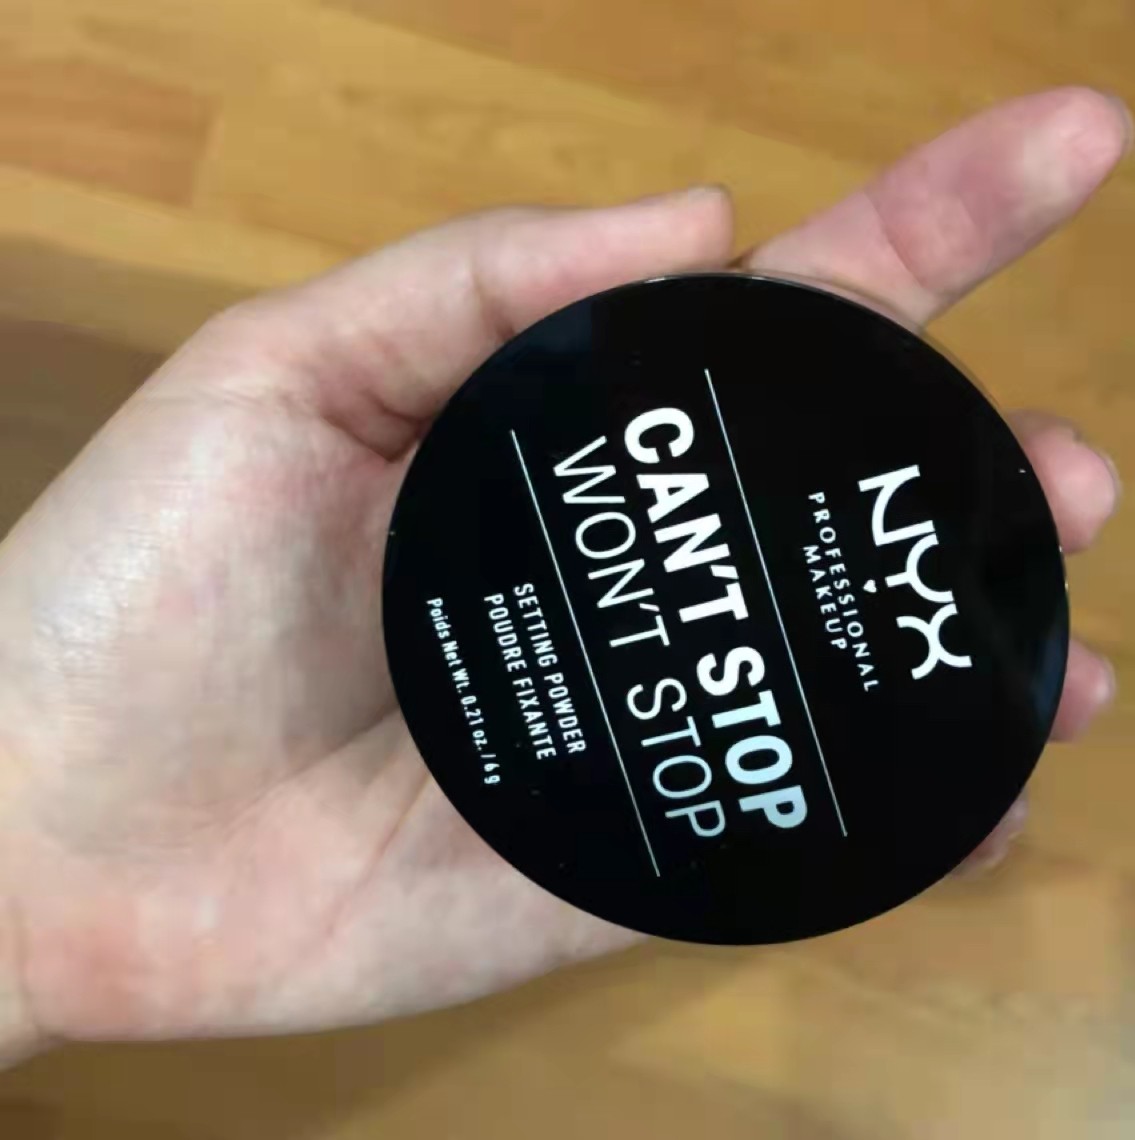 NYX
PROFESSIONAL
MAKEUP
CAN'T STOP
WON'T STOP
SETTING POWDER
POUDRE FIXANTE
Poids Net Wt. 0.21 oz. / 6 g